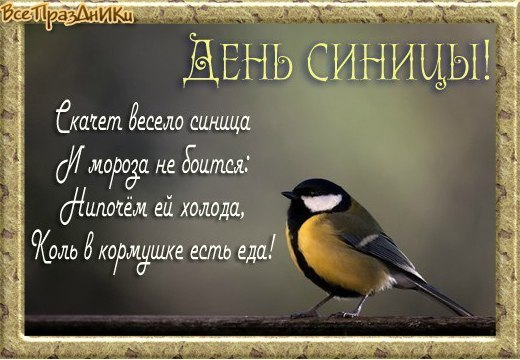 ВсеПраздНИКи
День синицы!
Скачет весело синица
И мороза не боится:
Нипочём ей холода,
Коль в кормушке есть еда!